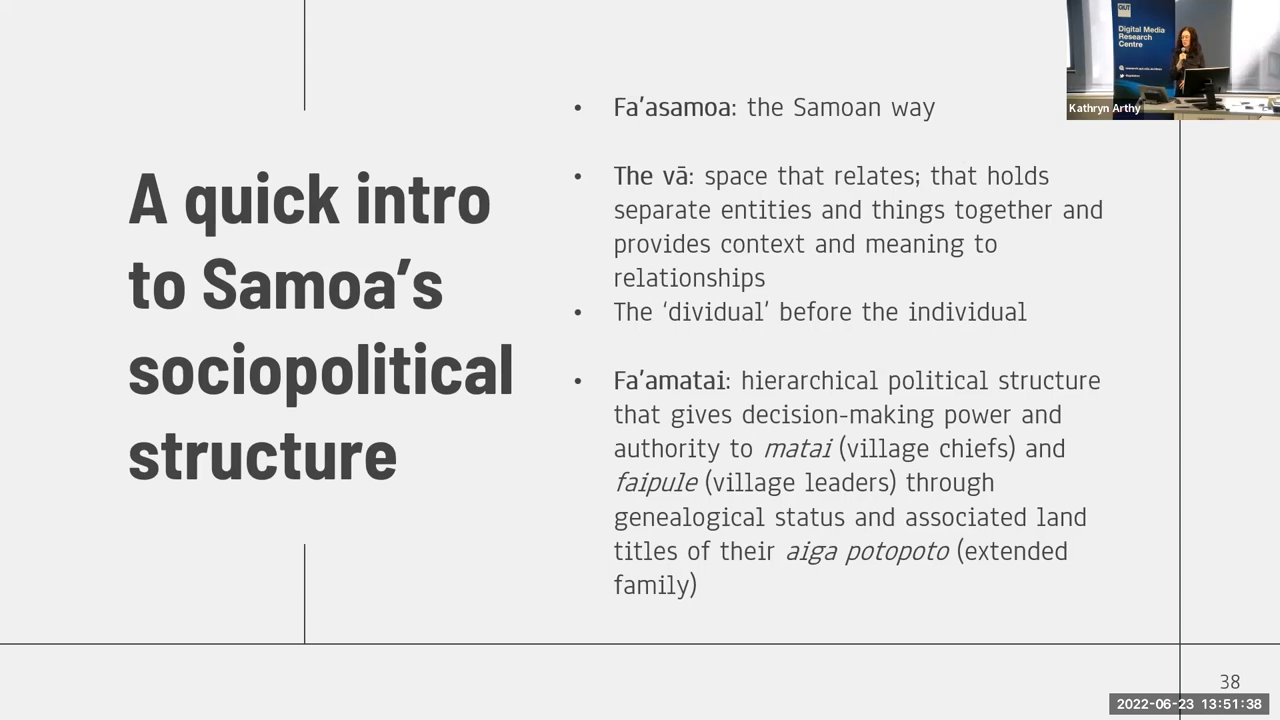 A quick intro
to Samoa’s
sociopolitical
structure
• Fa’asamoa: the Samoan way
• The vā: space that relates; that holds
separate entities and things together and
provides context and meaning to
relationships
• The ‘dividual’ before the individual
• Fa’amatai: hierarchical political structure
that gives decision-making power and
authority to matai (village chiefs) and
faipule (village leaders) through
genealogical status and associated land
titles of their aiga potopoto (extended
family)
QUT
Digital Media
Research
Centre
Kathryn Arthy
38
2022-06-23 13:51:38